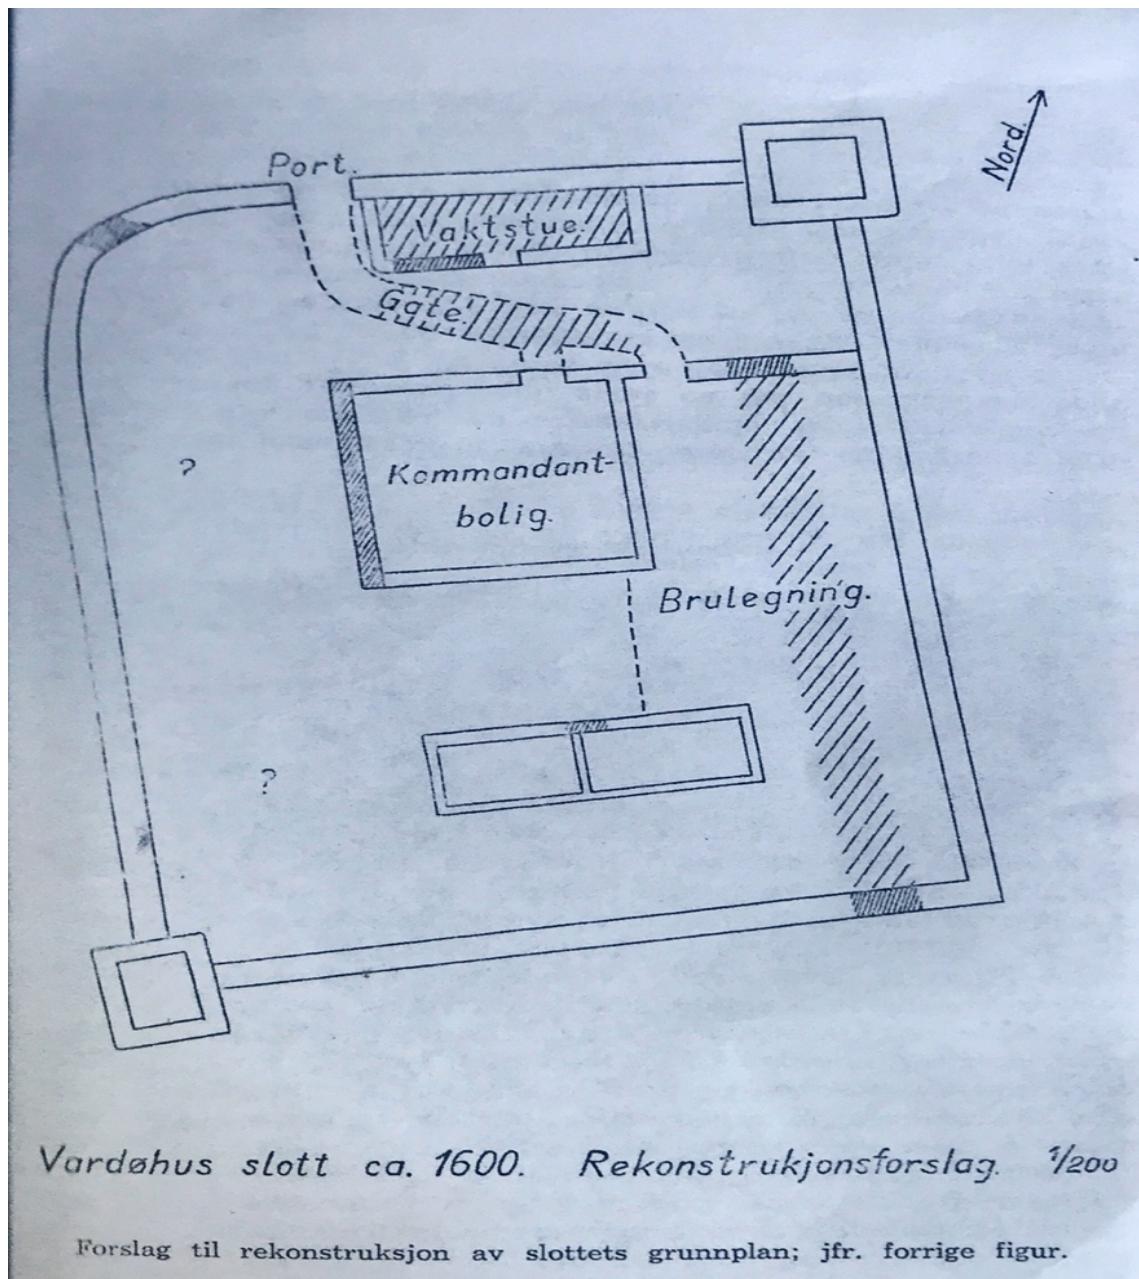 Port.
Nord.
Vaktstue.
Gate
?
Kommandant-
bolig.
Brulegning.
?
Vardøhus slott ca. 1600. Rekonstrukjonsforslag. 1/200
Forslag til rekonstruksjon av slottets grunnplan; jfr. forrige figur.